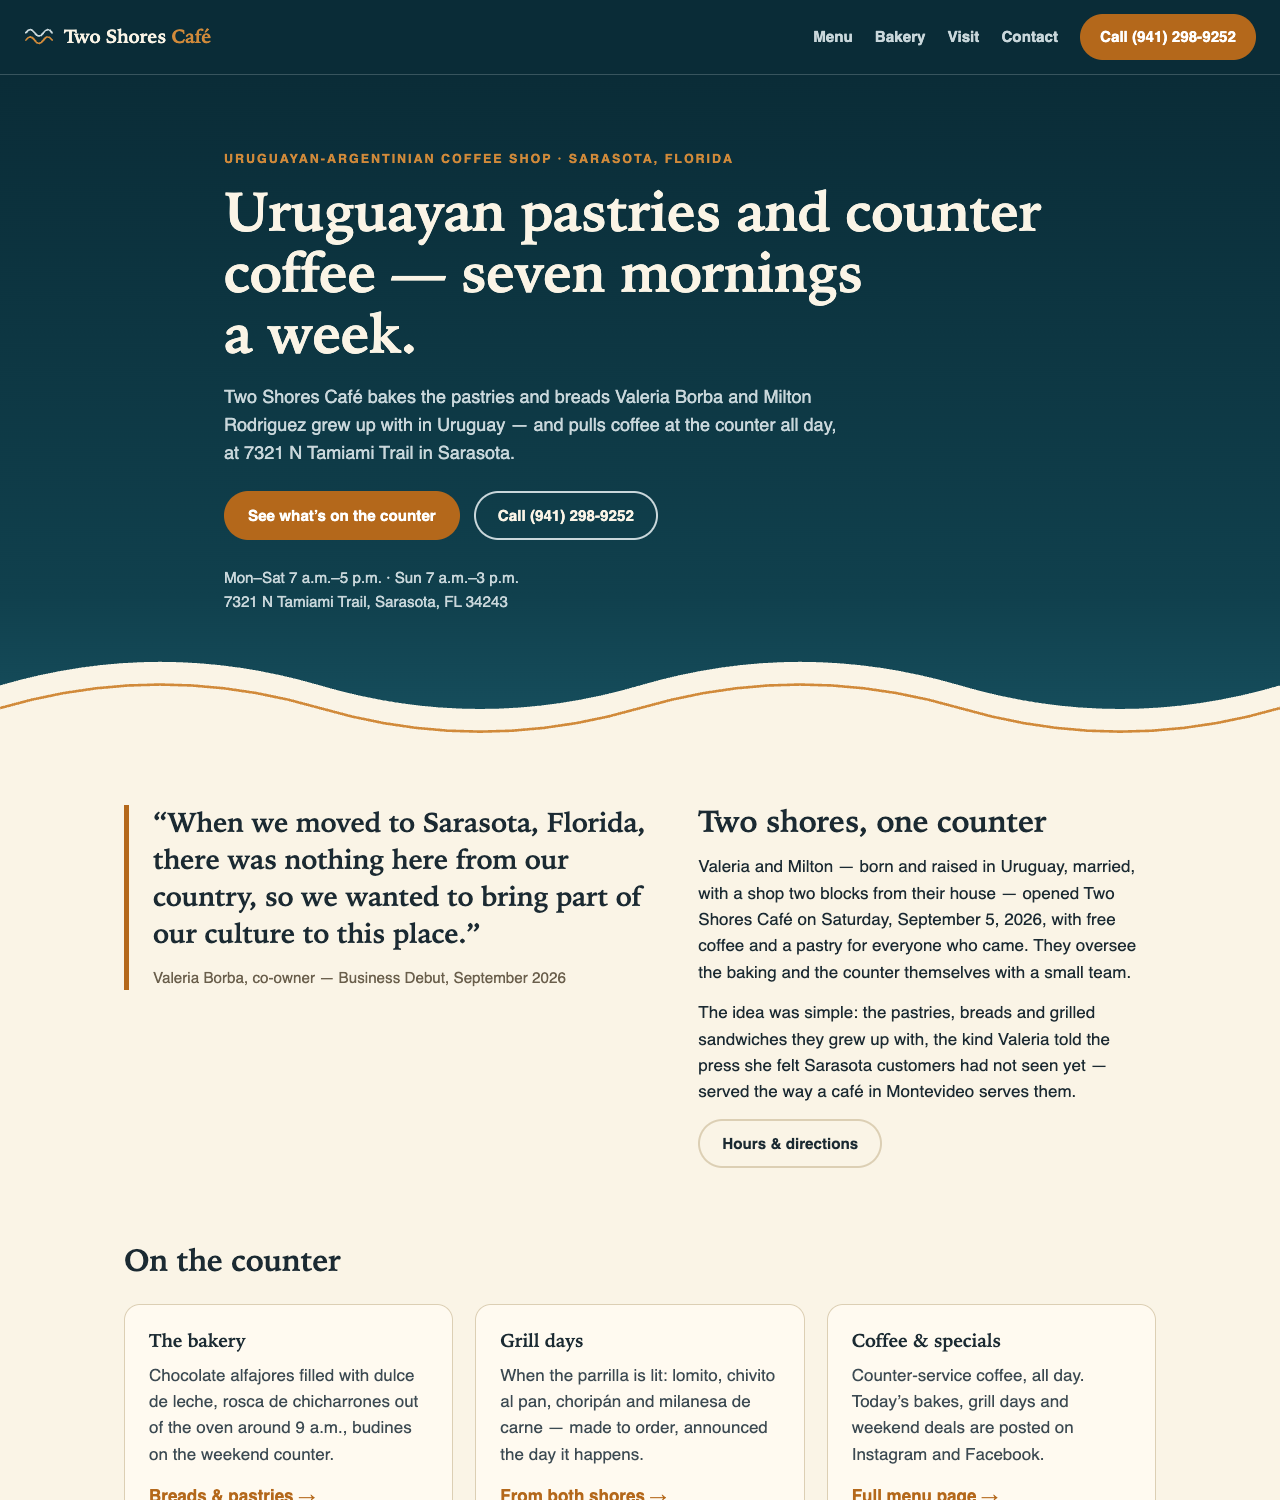 Two Shores Café
Menu Bakery Visit Contact Call (941) 298-9252
URUGUAYAN-ARGENTINIAN COFFEE SHOP · SARASOTA, FLORIDA
Uruguayan pastries and counter
coffee — seven mornings
a week.
Two Shores Café bakes the pastries and breads Valeria Borba and Milton
Rodriguez grew up with in Uruguay — and pulls coffee at the counter all day,
at 7321 N Tamiami Trail in Sarasota.
See what’s on the counter Call (941) 298-9252
Mon–Sat 7 a.m.–5 p.m. · Sun 7 a.m.–3 p.m.
7321 N Tamiami Trail, Sarasota, FL 34243
“When we moved to Sarasota, Florida,
there was nothing here from our
country, so we wanted to bring part of
our culture to this place.”
Valeria Borba, co-owner — Business Debut, September 2026
Two shores, one counter
Valeria and Milton — born and raised in Uruguay, married,
with a shop two blocks from their house — opened Two
Shores Café on Saturday, September 5, 2026, with free
coffee and a pastry for everyone who came. They oversee
the baking and the counter themselves with a small team.
The idea was simple: the pastries, breads and grilled
sandwiches they grew up with, the kind Valeria told the
press she felt Sarasota customers had not seen yet —
served the way a café in Montevideo serves them.
Hours & directions
On the counter
The bakery
Chocolate alfajores filled with dulce
de leche, rosca de chicharrones out
of the oven around 9 a.m., budines
on the weekend counter.
Breads & pastries →
Grill days
When the parrilla is lit: lomito, chivito
al pan, choripán and milanesa de
carne — made to order, announced
the day it happens.
From both shores →
Coffee & specials
Counter-service coffee, all day.
Today’s bakes, grill days and
weekend deals are posted on
Instagram and Facebook.
Full menu page →